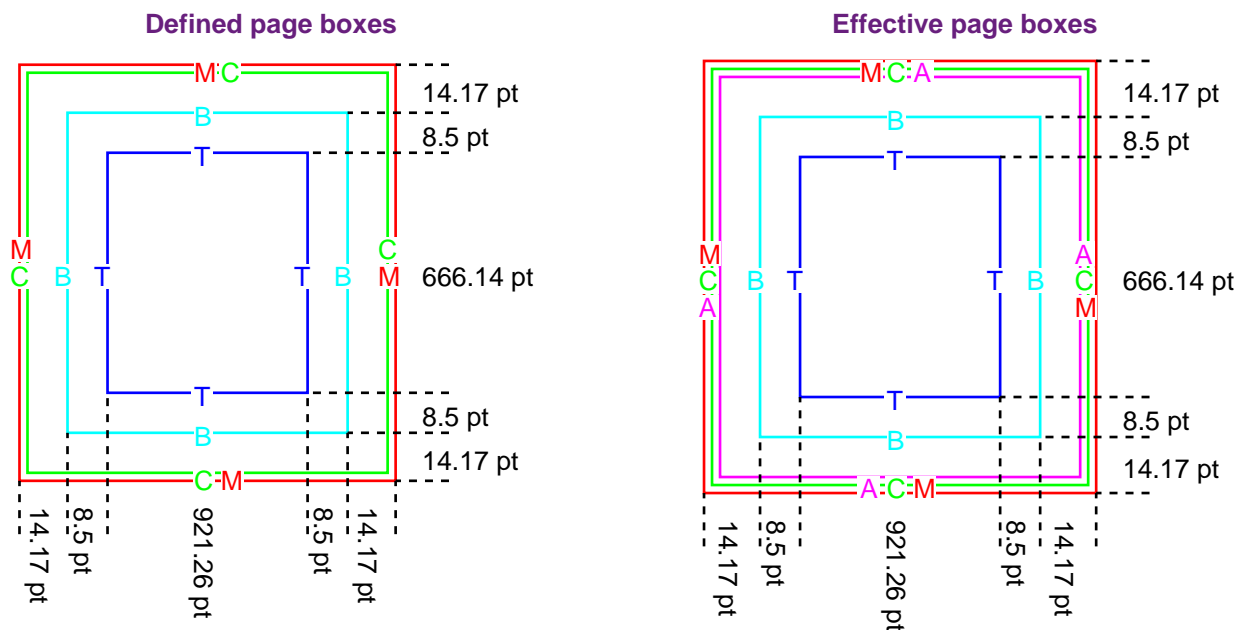 Defined page boxes
M C
14.17 pt
B
8.5 pt
T
M
C
B
T
T
B
C
M
666.14 pt
T
8.5 pt
B
14.17 pt
C M
14.17 pt
8.5 pt
921.26 pt
8.5 pt
14.17 pt
Effective page boxes
M C A
14.17 pt
B
8.5 pt
T
M
C
A
B
T
T
B
A
C
M
666.14 pt
T
8.5 pt
B
14.17 pt
A C M
14.17 pt
8.5 pt
921.26 pt
8.5 pt
14.17 pt